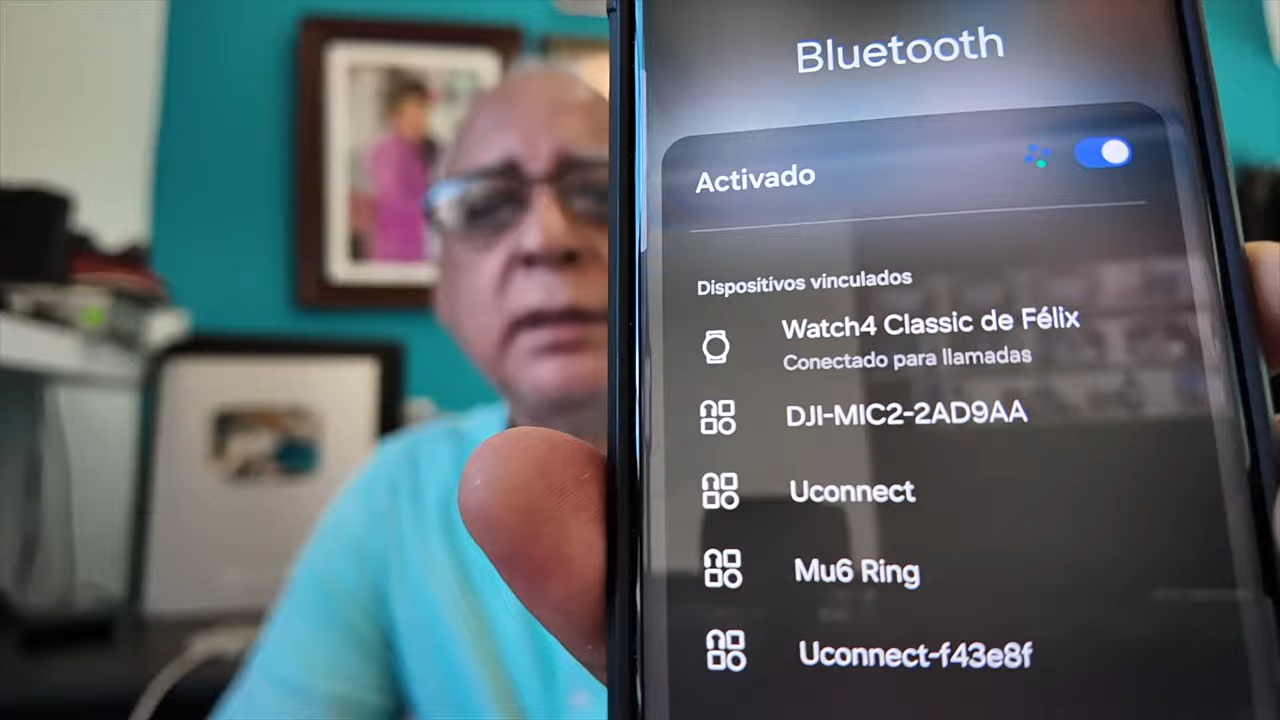 Bluetooth
Activado
Dispositivos vinculados
Watch4 Classic de Félix
Conectado para llamadas
DJI-MIC2-2AD9AA
Uconnect
Mu6 Ring
Uconnect-f43e8f